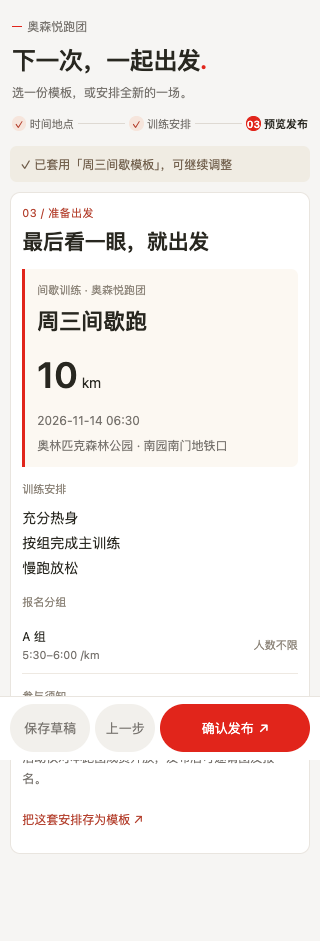 奥森悦跑团
下一次，一起出发.
选一份模板，或安排全新的一场。
✓ 时间地点 ✓ 训练安排 03 预览发布
✓ 已套用「周三间歇模板」，可继续调整
03 / 准备出发
最后看一眼，就出发
间歇训练 · 奥森悦跑团
周三间歇跑
10 km
2026-11-14 06:30
奥林匹克森林公园 · 南园南门地铁口
训练安排
充分热身
按组完成主训练
慢跑放松
报名分组
A 组
5:30–6:00 /km
人数不限
参与须知
保存草稿 上一步 确认发布 ↗
名。
把这套安排存为模板 ↗